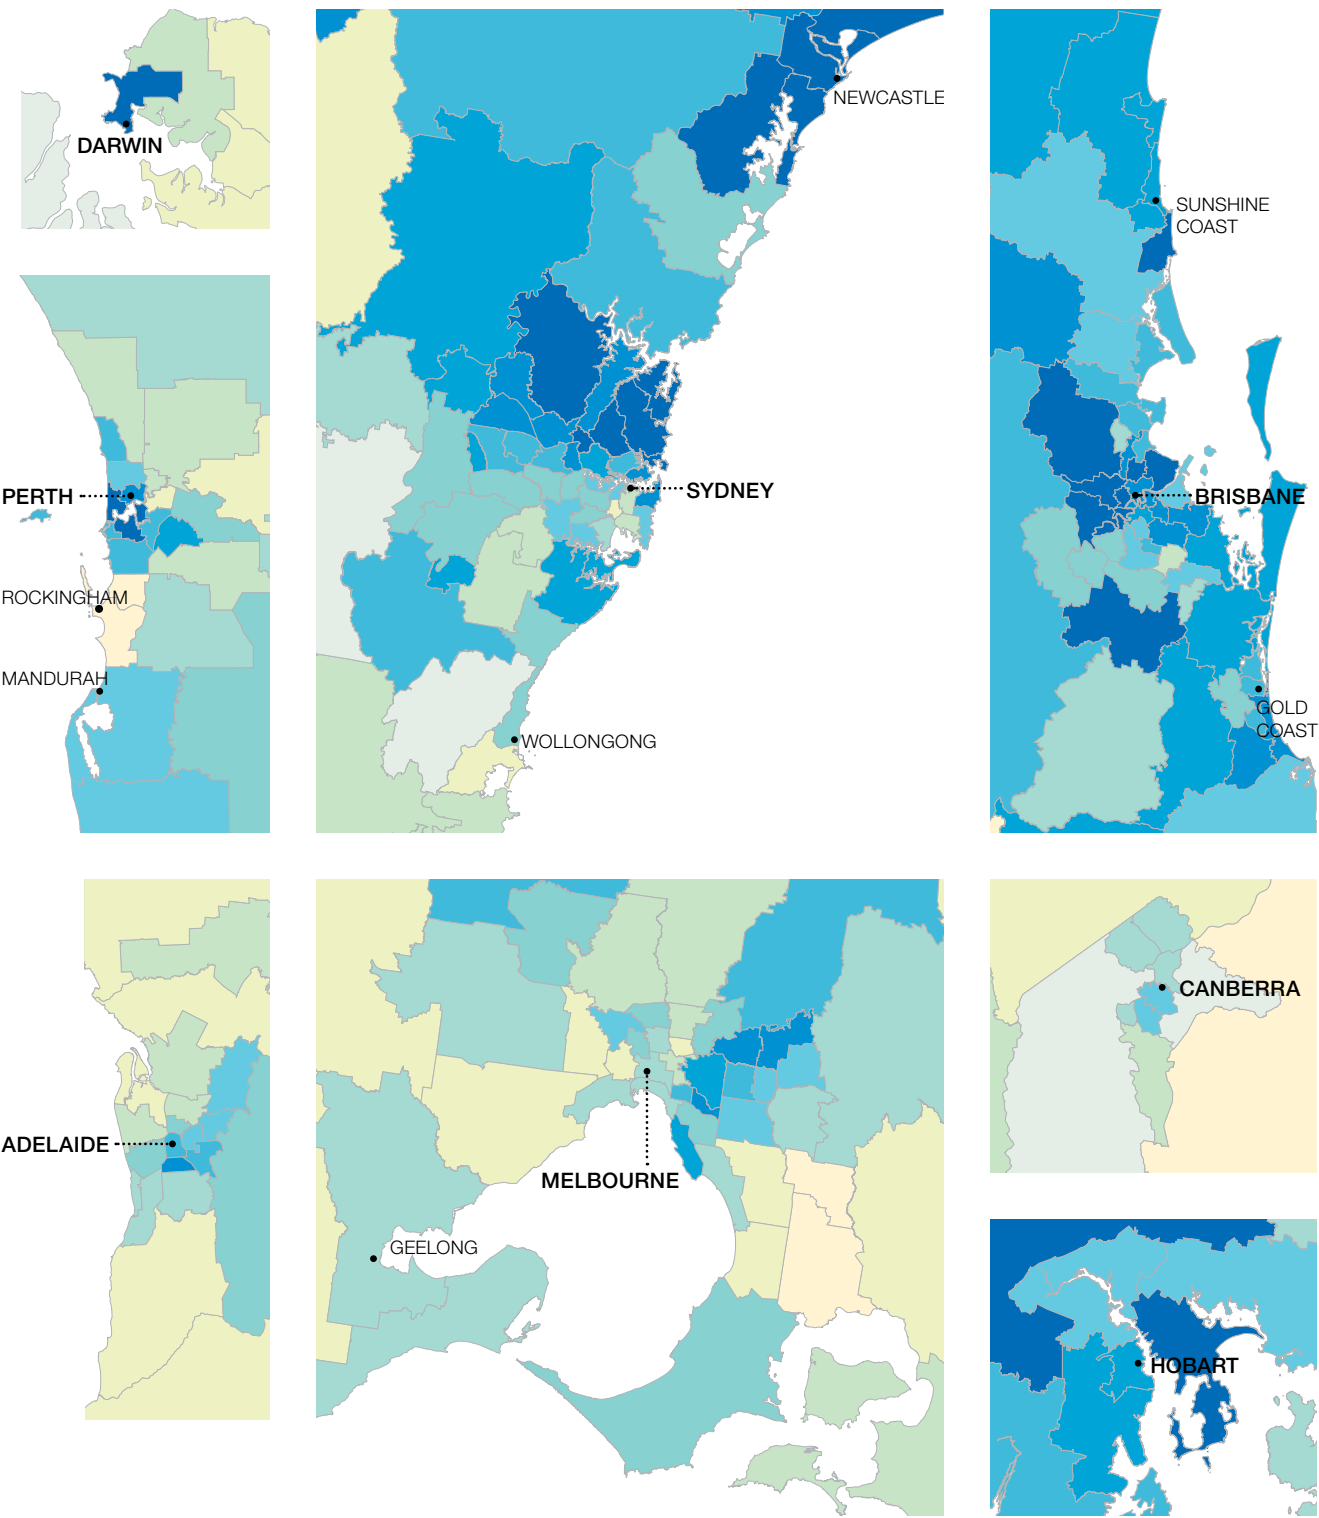 DARWIN
NEWCASTLE
SUNSHINE
COAST
PERTH
SYDNEY
BRISBANE
ROCKINGHAM
MANDURAH
GOLD
COAST
WOLLONGONG
CANBERRA
ADELAIDE
MELBOURNE
GEELONG
HOBART